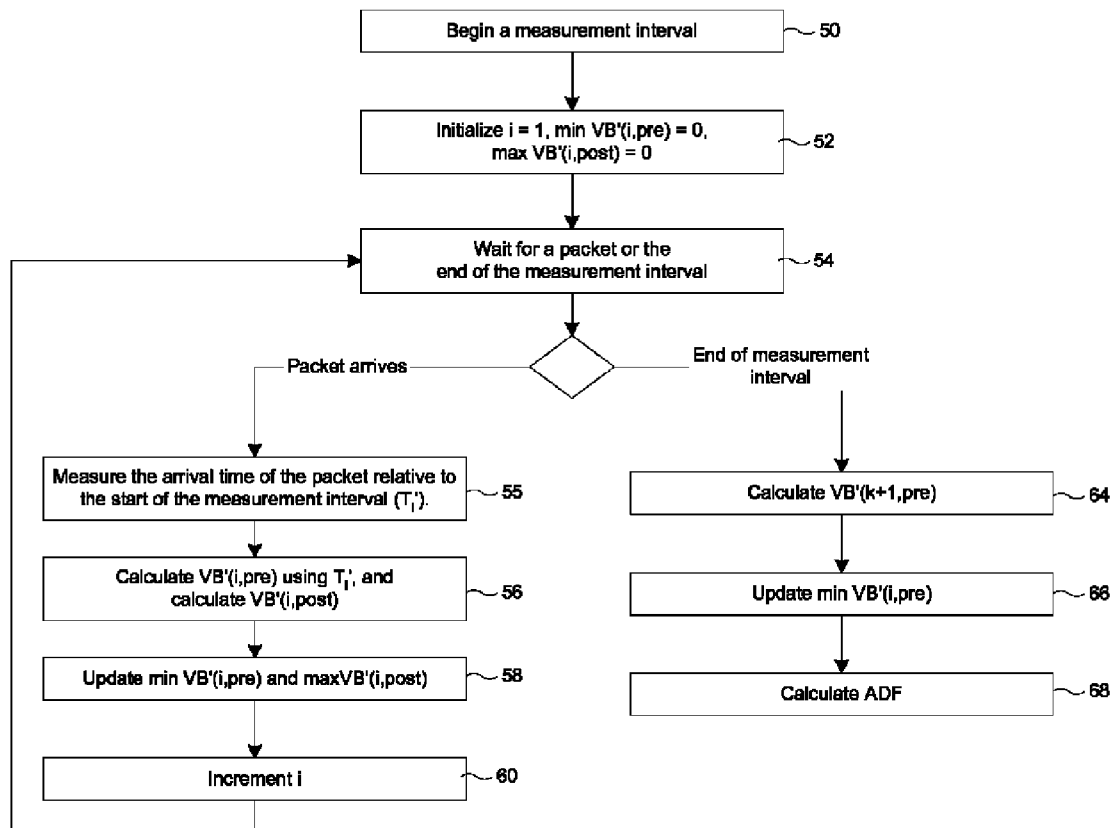 Begin a measurement interval
50
Initialize i = 1, min VB'(i,pre) = 0,
max VB'(i,post) = 0
52
Wait for a packet or the
end of the measurement interval
54
Packet arrives
End of measurement
interval
Measure the arrival time of the packet relative to
the start of the measurement interval (Ti').
55
Calculate VB'(i,pre) using Ti', and
calculate VB'(i,post)
56
Update min VB'(i,pre) and maxVB'(i,post)
58
Increment i
60
Calculate VB'(k+1,pre)
64
Update min VB'(i,pre)
66
Calculate ADF
68